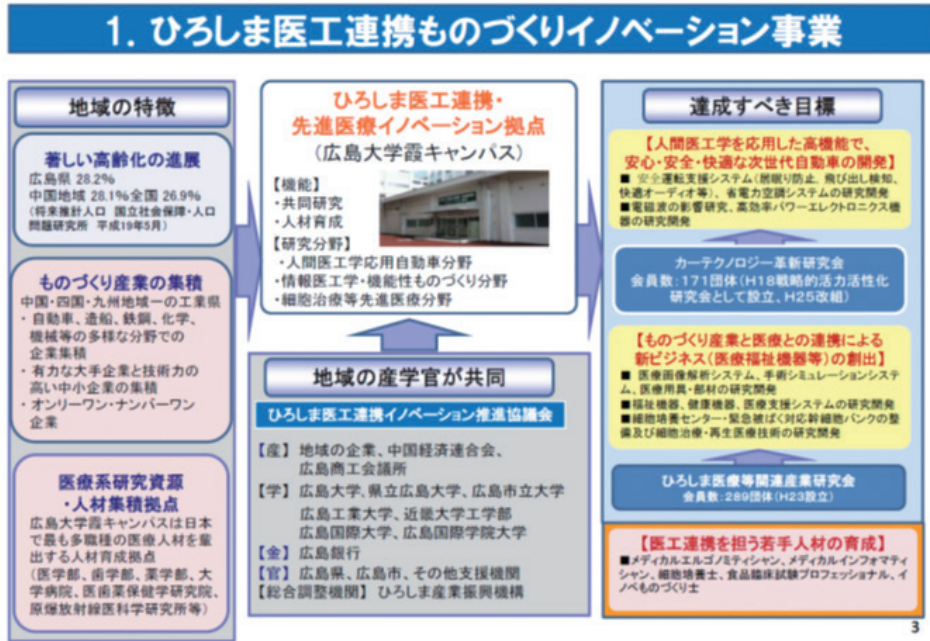 1. ひろしま医工連携ものづくりイノベーション事業
地域の特徴
著しい高齢化の進展
広島県 28.2%
中国地域 28.1%全国 26.9%
(将来推計人口 国立社会保障・人口
問題研究所 平成19年5月)
ものづくり産業の集積
中国・四国・九州地域一の工業県
・自動車、造船、鉄鋼、化学、
機械等の多様な分野での
企業集積
・有力な大手企業と技術力の
高い中小企業の集積
・オンリーワン・ナンバーワン
企業
医療系研究資源
・人材集積拠点
広島大学霞キャンパスは日本
で最も多職種の医療人材を輩
出する人材育成拠点
(医学部、歯学部、薬学部、大
学病院、医歯薬保健学研究院、
原爆放射線医科学研究所等)
ひろしま医工連携・
先進医療イノベーション拠点
(広島大学霞キャンパス)
【機能】
・共同研究
・人材育成
【研究分野】
・人間医工学応用自動車分野
・情報医工学・機能性ものづくり分野
・細胞治療等先進医療分野
地域の産学官が共同
ひろしま医工連携イノベーション推進協議会
【産】地域の企業、中国経済連合会、
広島商工会議所
【学】広島大学、県立広島大学、広島市立大学
広島工業大学、近畿大学工学部
広島国際大学、広島国際学院大学
【金】広島銀行
【官】広島県、広島市、その他支援機関
【総合調整機関】ひろしま産業振興機構
達成すべき目標
【人間医工学を応用した高機能で、
安心・安全・快適な次世代自動車の開発】
■ 安全運転支援システム(居眠り防止、飛び出し検知、
快適オーディオ等)、省電力空調システムの研究開発
■電磁波の影響研究、高効率パワーエレクトロニクス機
器の研究開発
カーテクノロジー革新研究会
会員数:171団体(H18戦略的活力活性化
研究会として設立、H25改組)
【ものづくり産業と医療との連携による
新ビジネス(医療福祉機器等)の創出】
■ 医療画像解析システム、手術シミュレーションシステ
ム、医療用具・部材の研究開発
■福祉機器、健康機器、医療支援システムの研究開発
■細胞培養センター・緊急被ばく対応幹細胞バンクの整
備及び細胞治療・再生医療技術の研究開発
ひろしま医療等関連産業研究会
会員数:289団体(H23設立)
【医工連携を担う若手人材の育成】
■メディカルエルゴノミティシャン、メディカルインフォマティ
シャン、細胞培養士、食品臨床試験プロフェッショナル、イ
ノベものづくり士
3